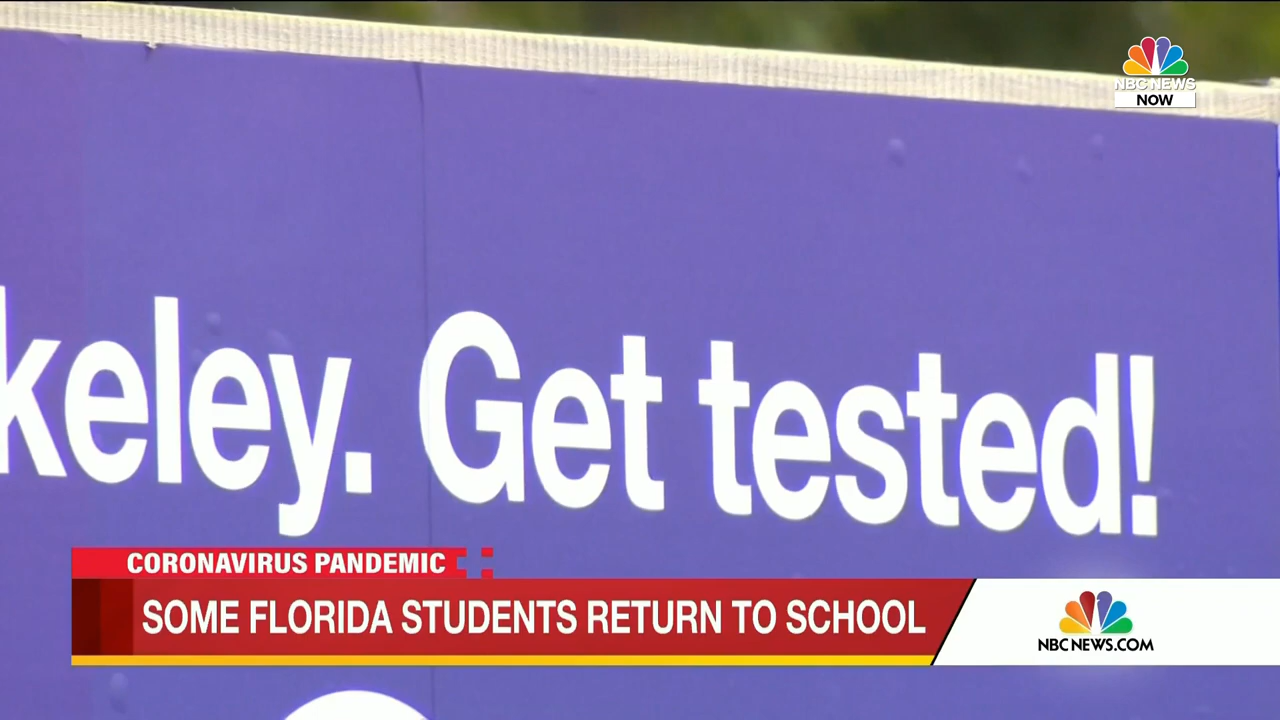 NBC NEWS
NOW
keley. Get tested!
CORONAVIRUS PANDEMIC
SOME FLORIDA STUDENTS RETURN TO SCHOOL
NBCNEWS.COM